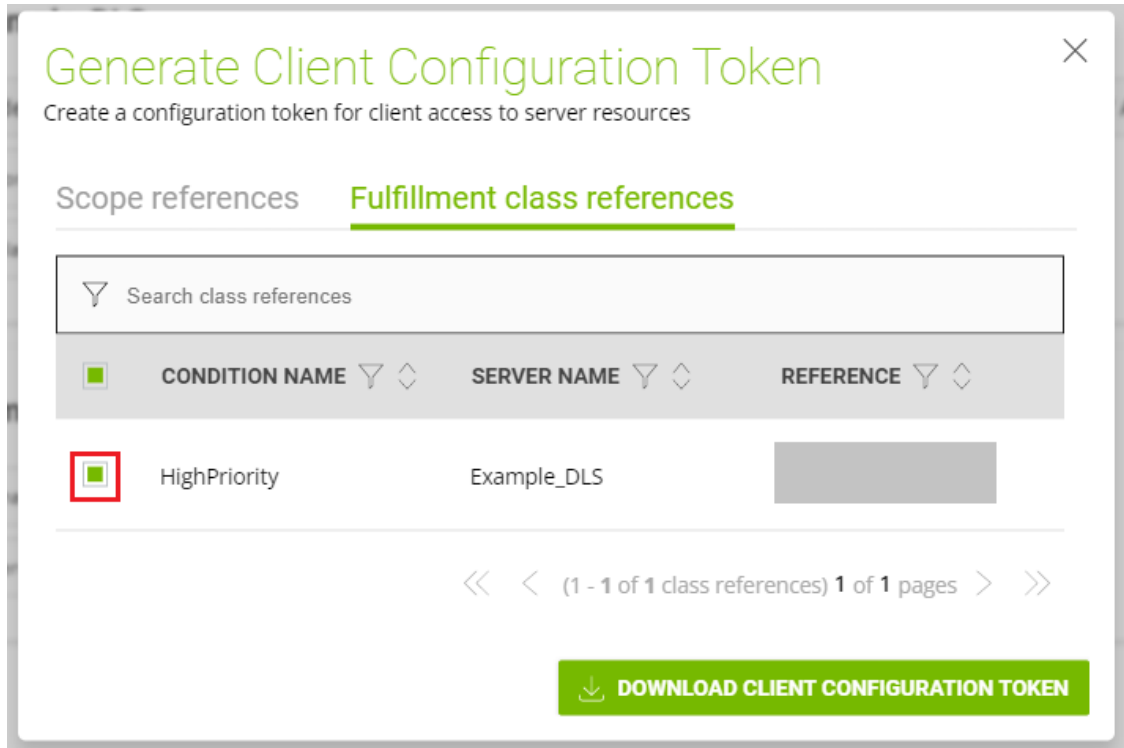 Generate Client Configuration Token
Create a configuration token for client access to server resources
Scope references Fulfillment class references
Search class references
CONDITION NAME SERVER NAME REFERENCE
HighPriority Example_DLS
(1 - 1 of 1 class references) 1 of 1 pages
DOWNLOAD CLIENT CONFIGURATION TOKEN